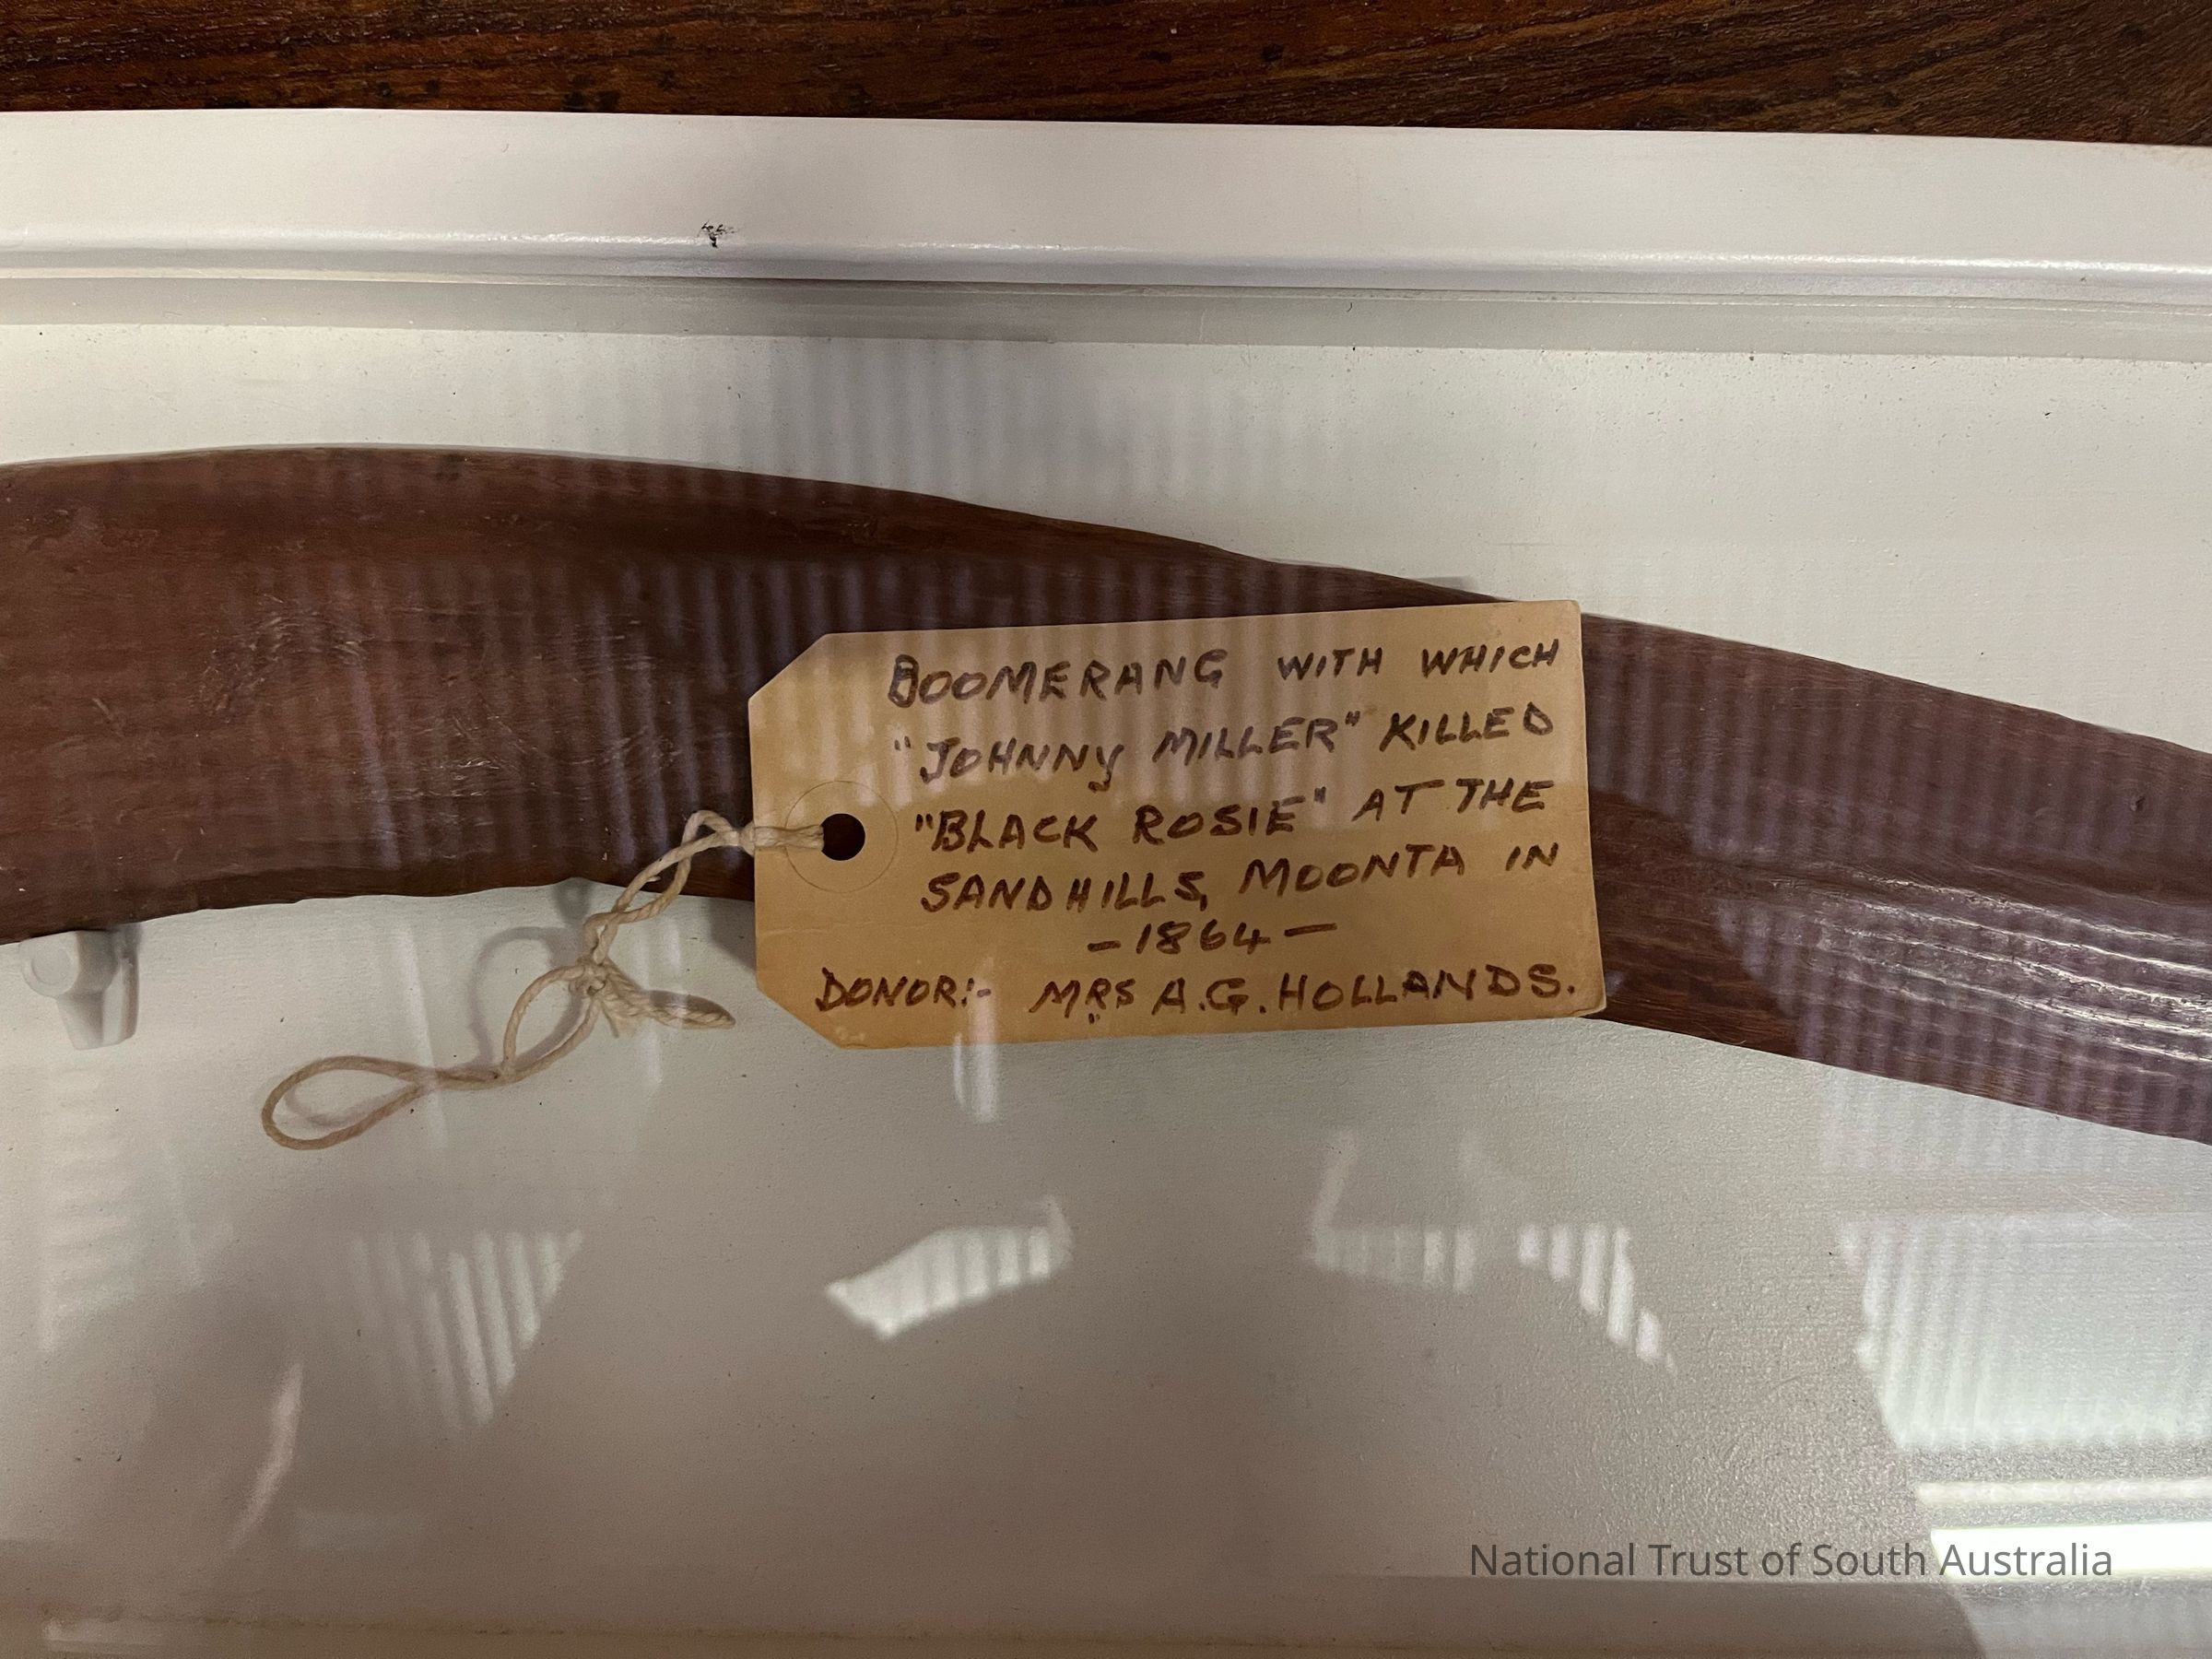 BOOMERANG WITH WHICH
"JOHNNY MILLER" KILLED
"BLACK ROSIE" AT THE
SANDHILLS, MOONTA IN
-1864-
DONOR:- MRS A.G. HOLLANDS.
National Trust of South Australia